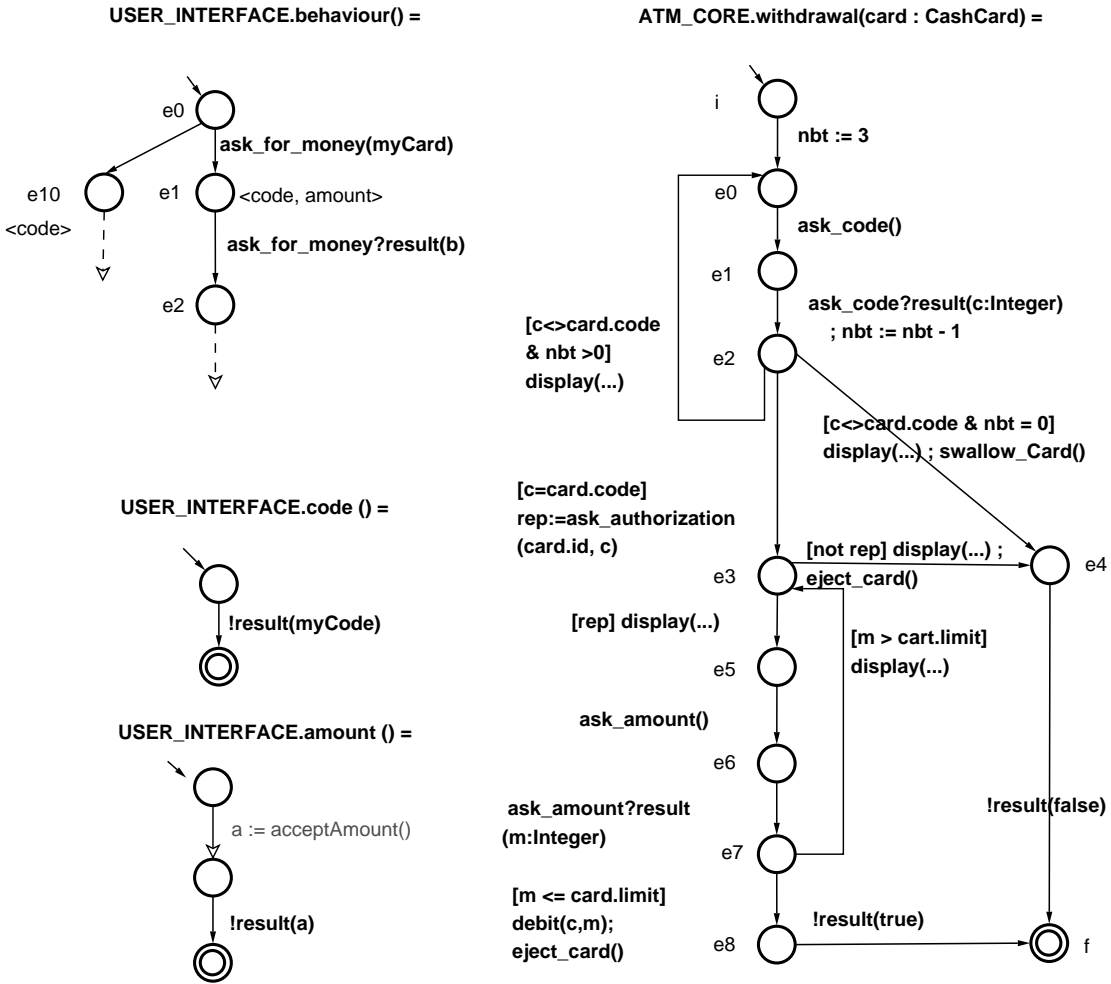 USER_INTERFACE.behaviour() =
e0
ask_for_money(myCard)
e10
<code>
e1
<code, amount>
ask_for_money?result(b)
e2
USER_INTERFACE.code () =
!result(myCode)
USER_INTERFACE.amount () =
a := acceptAmount()
!result(a)
ATM_CORE.withdrawal(card : CashCard) =
i
nbt := 3
e0
ask_code()
e1
ask_code?result(c:Integer)
; nbt := nbt - 1
[c<>card.code
& nbt >0]
display(...)
e2
[c<>card.code & nbt = 0]
display(...) ; swallow_Card()
[c=card.code]
rep:=ask_authorization
(card.id, c)
e3
[not rep] display(...) ;
eject_card()
e4
[rep] display(...)
[m > cart.limit]
display(...)
e5
ask_amount()
e6
ask_amount?result
(m:Integer)
!result(false)
e7
[m <= card.limit]
debit(c,m);
eject_card()
e8
!result(true)
f